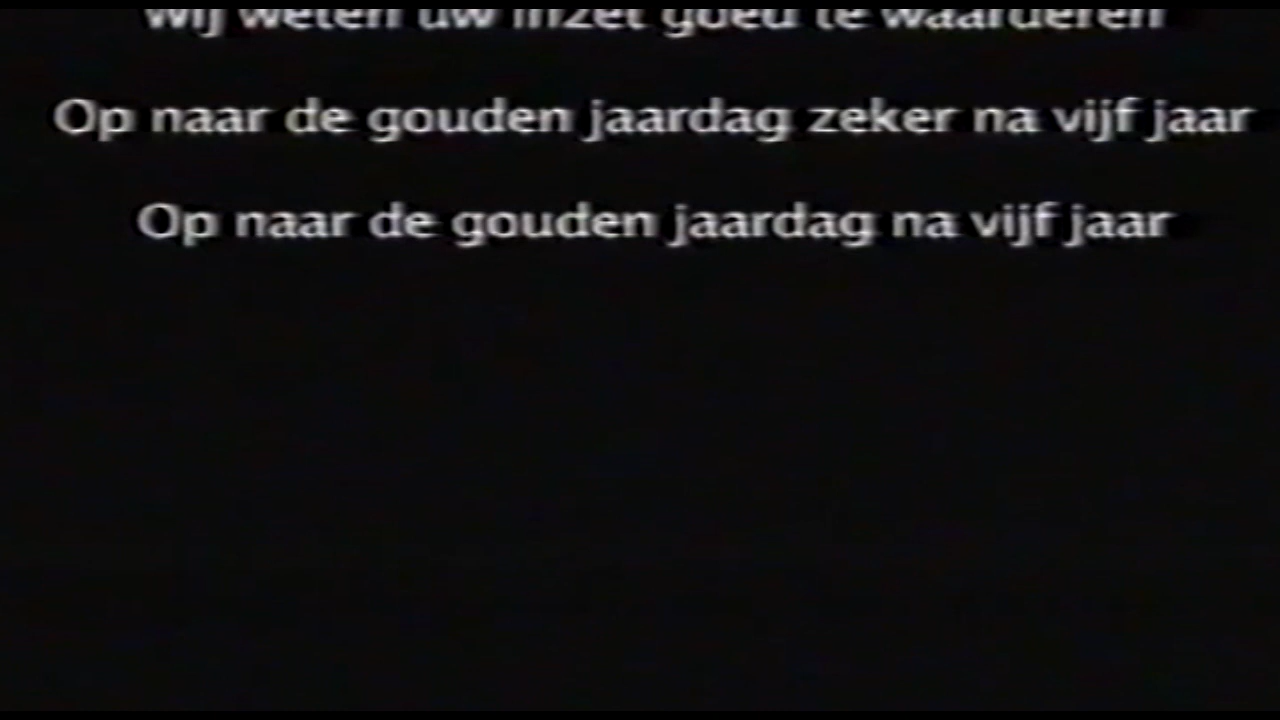 Wij weten uw inzet goed te waarderen
Op naar de gouden jaardag zeker na vijf jaar
Op naar de gouden jaardag na vijf jaar